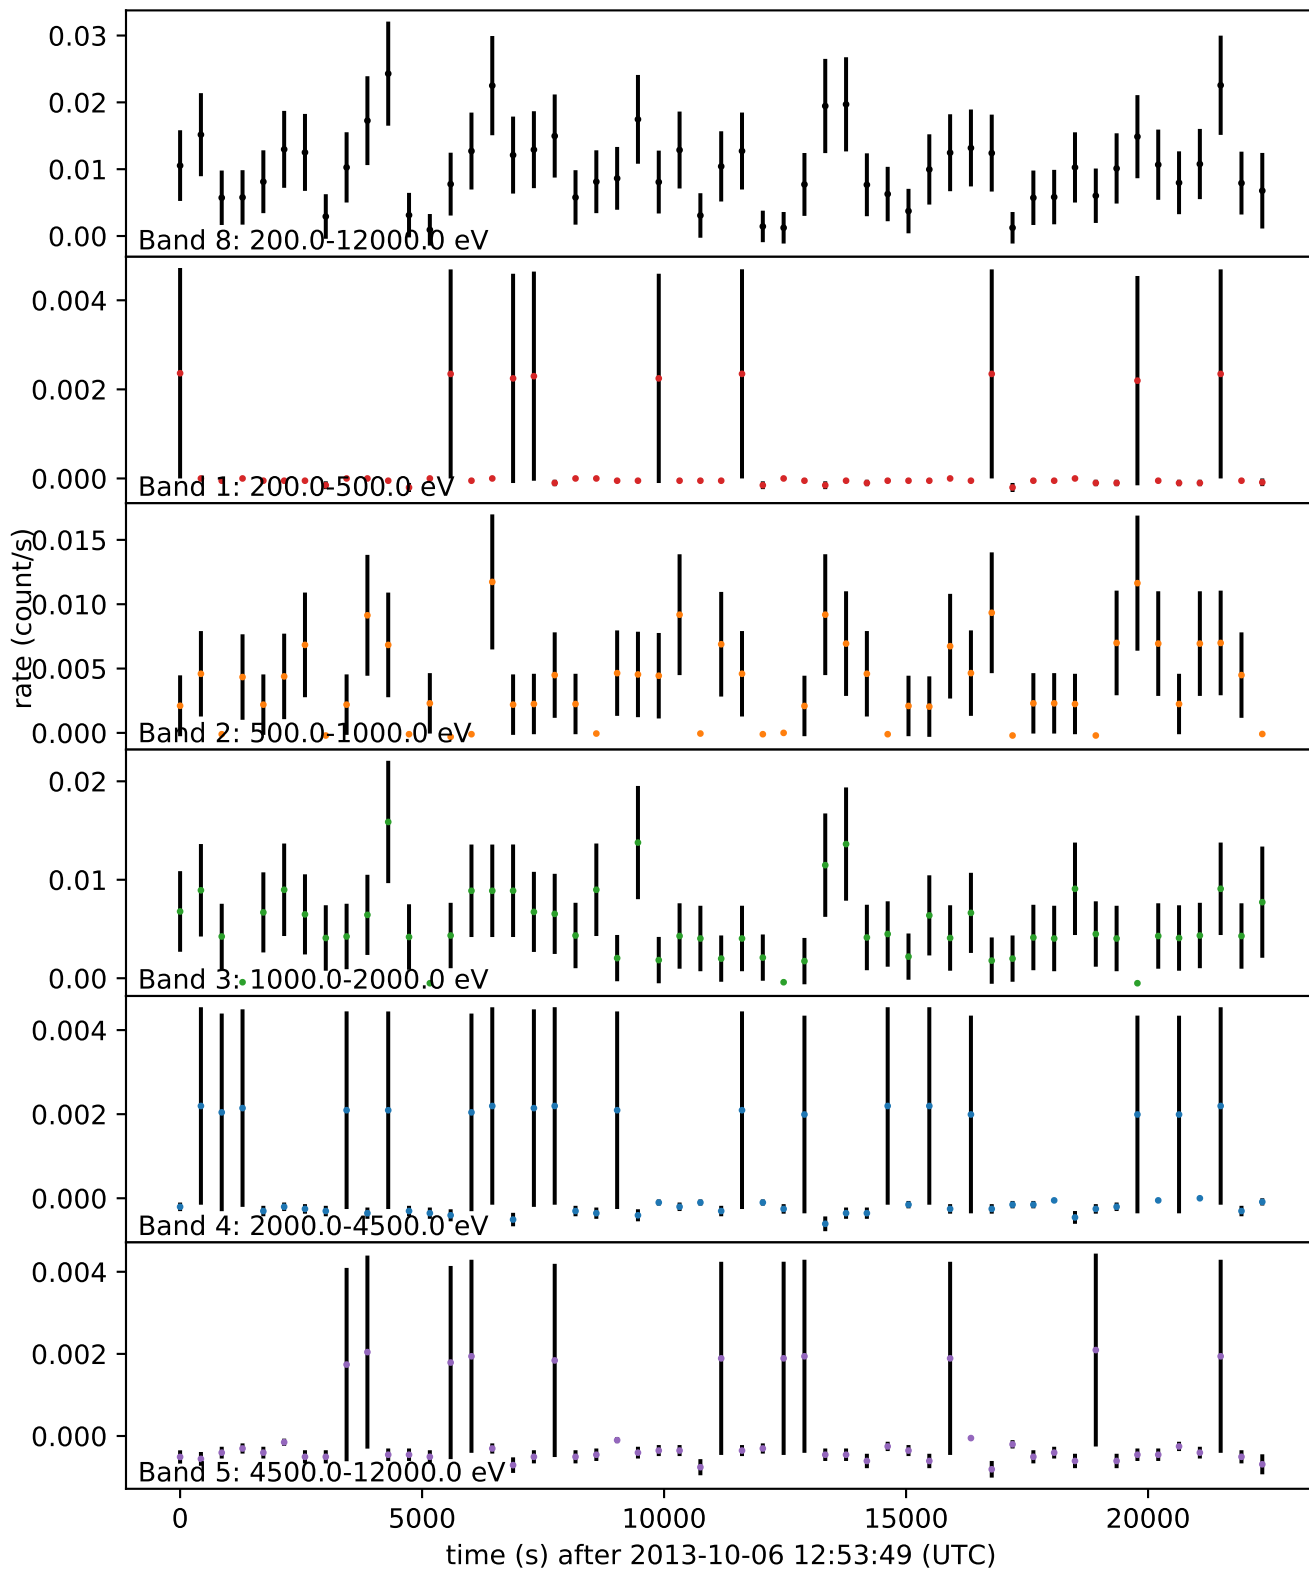 0.03
0.02
0.01
0.00
Band 8: 200.0-12000.0 eV
0.004
0.002
0.000
Band 1: 200.0-500.0 eV
rate (count/s)
0.015
0.010
0.005
0.000
Band 2: 500.0-1000.0 eV
0.02
0.01
0.00
Band 3: 1000.0-2000.0 eV
0.004
0.002
0.000
Band 4: 2000.0-4500.0 eV
0.004
0.002
0.000
Band 5: 4500.0-12000.0 eV
0 5000 10000 15000 20000
time (s) after 2013-10-06 12:53:49 (UTC)